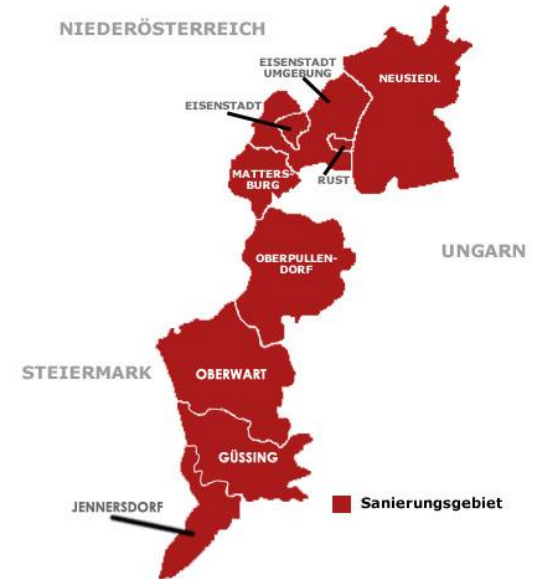 NIEDERÖSTERREICH
EISENSTADT
UMGEBUNG
NEUSIEDL
EISENSTADT
MATTERS-
BURG
RUST
OBERPULLEN-
DORF
UNGARN
STEIERMARK
OBERWART
GÜSSING
JENNERSDORF
Sanierungsgebiet